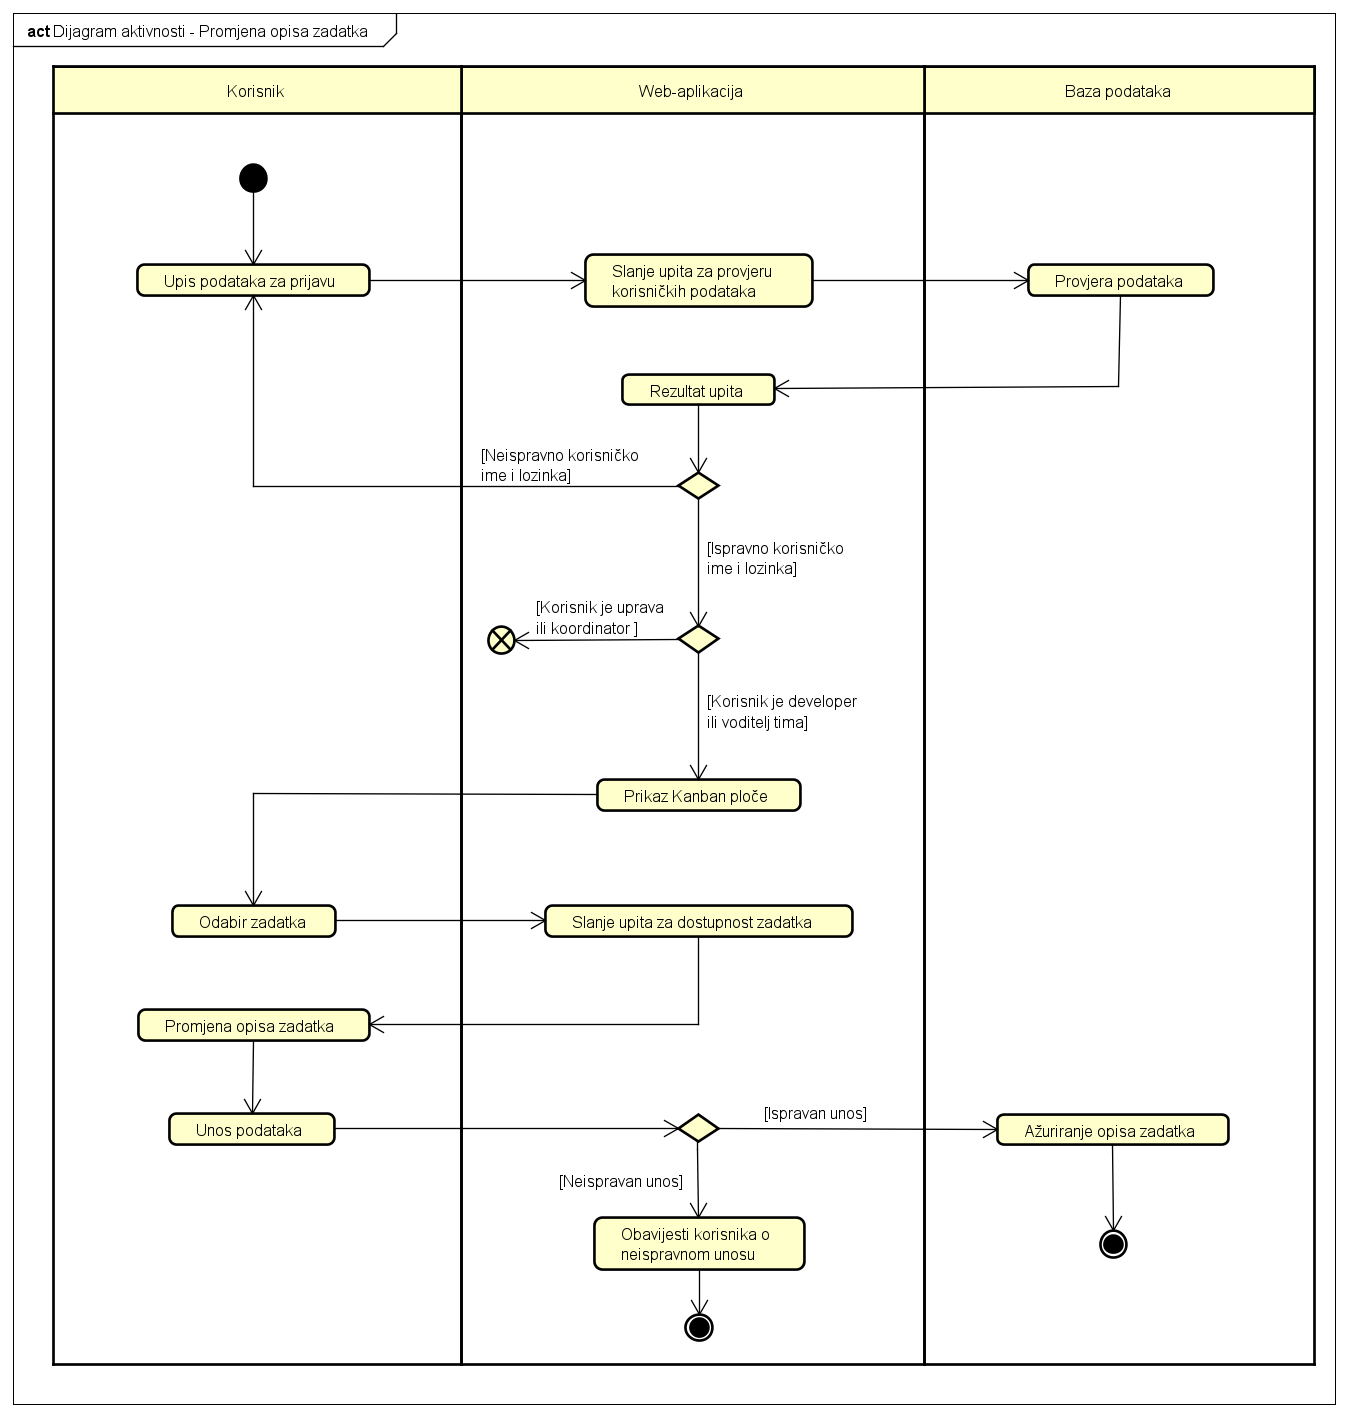 act Dijagram aktivnosti - Promjena opisa zadatka
Korisnik
Web-aplikacija
Baza podataka
Upis podataka za prijavu
Slanje upita za provjeru
korisničkih podataka
Provjera podataka
Rezultat upita
[Neispravno korisničko
ime i lozinka]
[Ispravno korisničko
ime i lozinka]
[Korisnik je uprava
ili koordinator ]
[Korisnik je developer
ili voditelj tima]
Prikaz Kanban ploče
Odabir zadatka
Slanje upita za dostupnost zadatka
Promjena opisa zadatka
Unos podataka
[Ispravan unos]
Ažuriranje opisa zadatka
[Neispravan unos]
Obavijesti korisnika o
neispravnom unosu